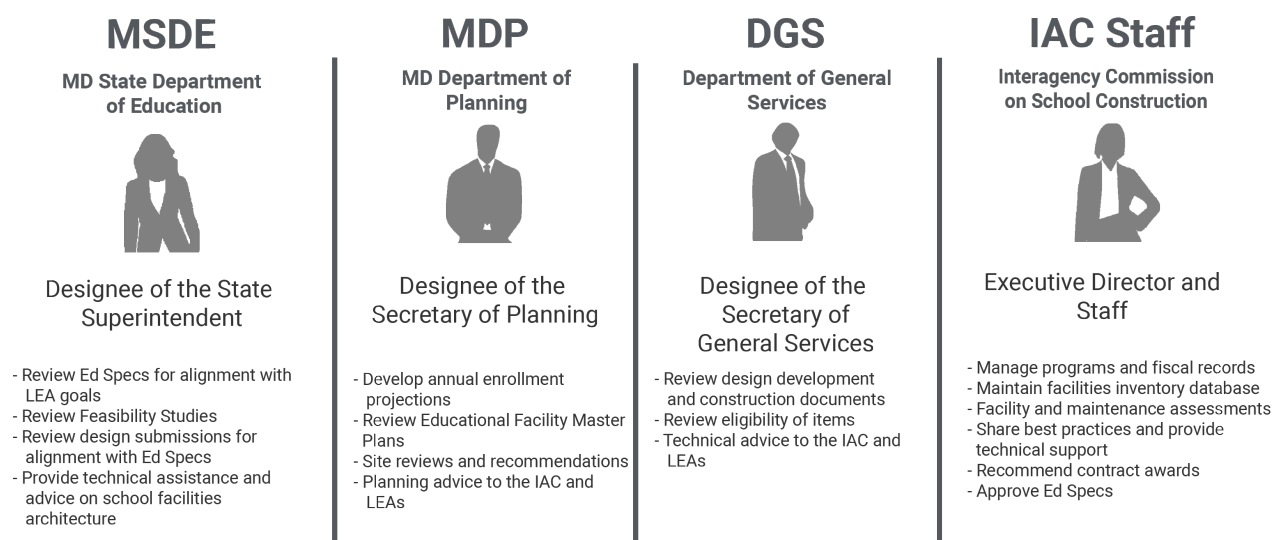 MSDE
MD State Department
of Education
Designee of the State
Superintendent
- Review Ed Specs for alignment with
LEA goals
- Review Feasibility Studies
- Review design submissions for
alignment with Ed Specs
- Provide technical assistance and
advice on school facilities
architecture
MDP
MD Department of
Planning
Designee of the
Secretary of Planning
- Develop annual enrollment
projections
- Review Educational Facility Master
Plans
- Site reviews and recommendations
- Planning advice to the IAC and
LEAs
DGS
Department of General
Services
Designee of the
Secretary of
General Services
- Review design development
and construction documents
- Review eligibility of items
- Technical advice to the IAC and
LEAs
IAC Staff
Interagency Commission
on School Construction
Executive Director and
Staff
- Manage programs and fiscal records
- Maintain facilities inventory database
- Facility and maintenance assessments
- Share best practices and provide
technical support
- Recommend contract awards
- Approve Ed Specs